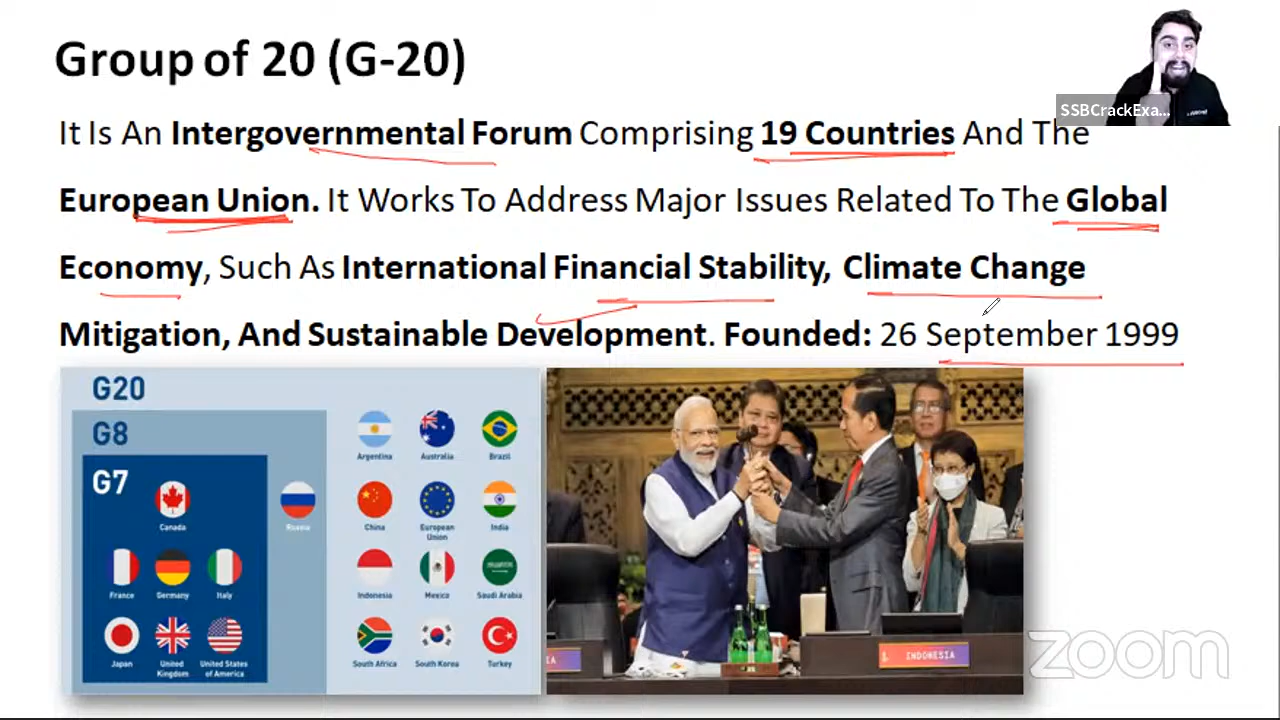 Group of 20 (G-20)
SSBCrackExa...
It Is An Intergovernmental Forum Comprising 19 Countries And The
European Union. It Works To Address Major Issues Related To The Global
Economy, Such As International Financial Stability, Climate Change
Mitigation, And Sustainable Development. Founded: 26 September 1999
G20
G8
G7
Canada
France Germany Italy
Japan United Kingdom United States of America
Russia
Argentina Australia Brazil
China European Union India
Indonesia Mexico Saudi Arabia
South Africa South Korea Turkey
INDONESIA
zoom